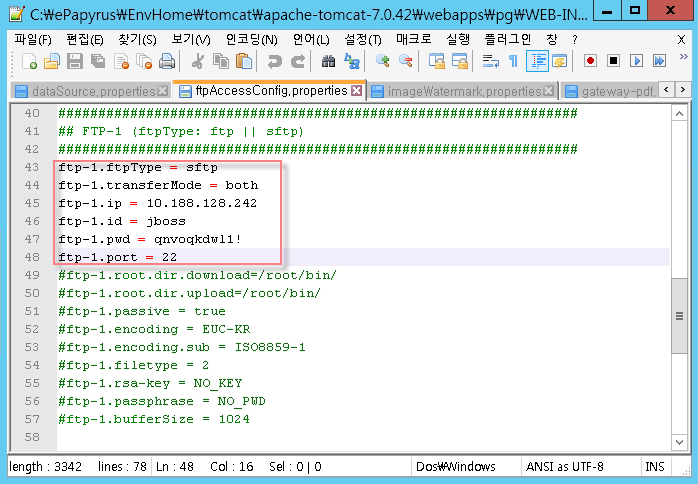 C:₩ePapyrus₩EnvHome₩tomcat₩apache-tomcat-7.0.42₩webapps₩pg₩WEB-IN...
파일(F) 편집(E) 찾기(S) 보기(V) 인코딩(N) 언어(L) 설정(T) 매크로 실행 플러그인 창 ? X
dataSource,properties ftpAccessConfig,properties imageWatermark,properties gateway-pdf,
40 ################################################################
41 ## FTP-1 (ftpType: ftp || sftp)
42 ################################################################
43 ftp-1.ftpType = sftp
44 ftp-1.transferMode = both
45 ftp-1.ip = 10.188.128.242
46 ftp-1.id = jboss
47 ftp-1.pwd = qnvoqkdwl1!
48 ftp-1.port = 22
49 #ftp-1.root.dir.download=/root/bin/
50 #ftp-1.root.dir.upload=/root/bin/
51 #ftp-1.passive = true
52 #ftp-1.encoding = EUC-KR
53 #ftp-1.encoding.sub = ISO8859-1
54 #ftp-1.filetype = 2
55 #ftp-1.rsa-key = NO_KEY
56 #ftp-1.passphrase = NO_PWD
57 #ftp-1.bufferSize = 1024
58
length : 3342 lines : 78 Ln : 48 Col : 16 Sel : 0 | 0 Dos₩Windows ANSI as UTF-8 INS